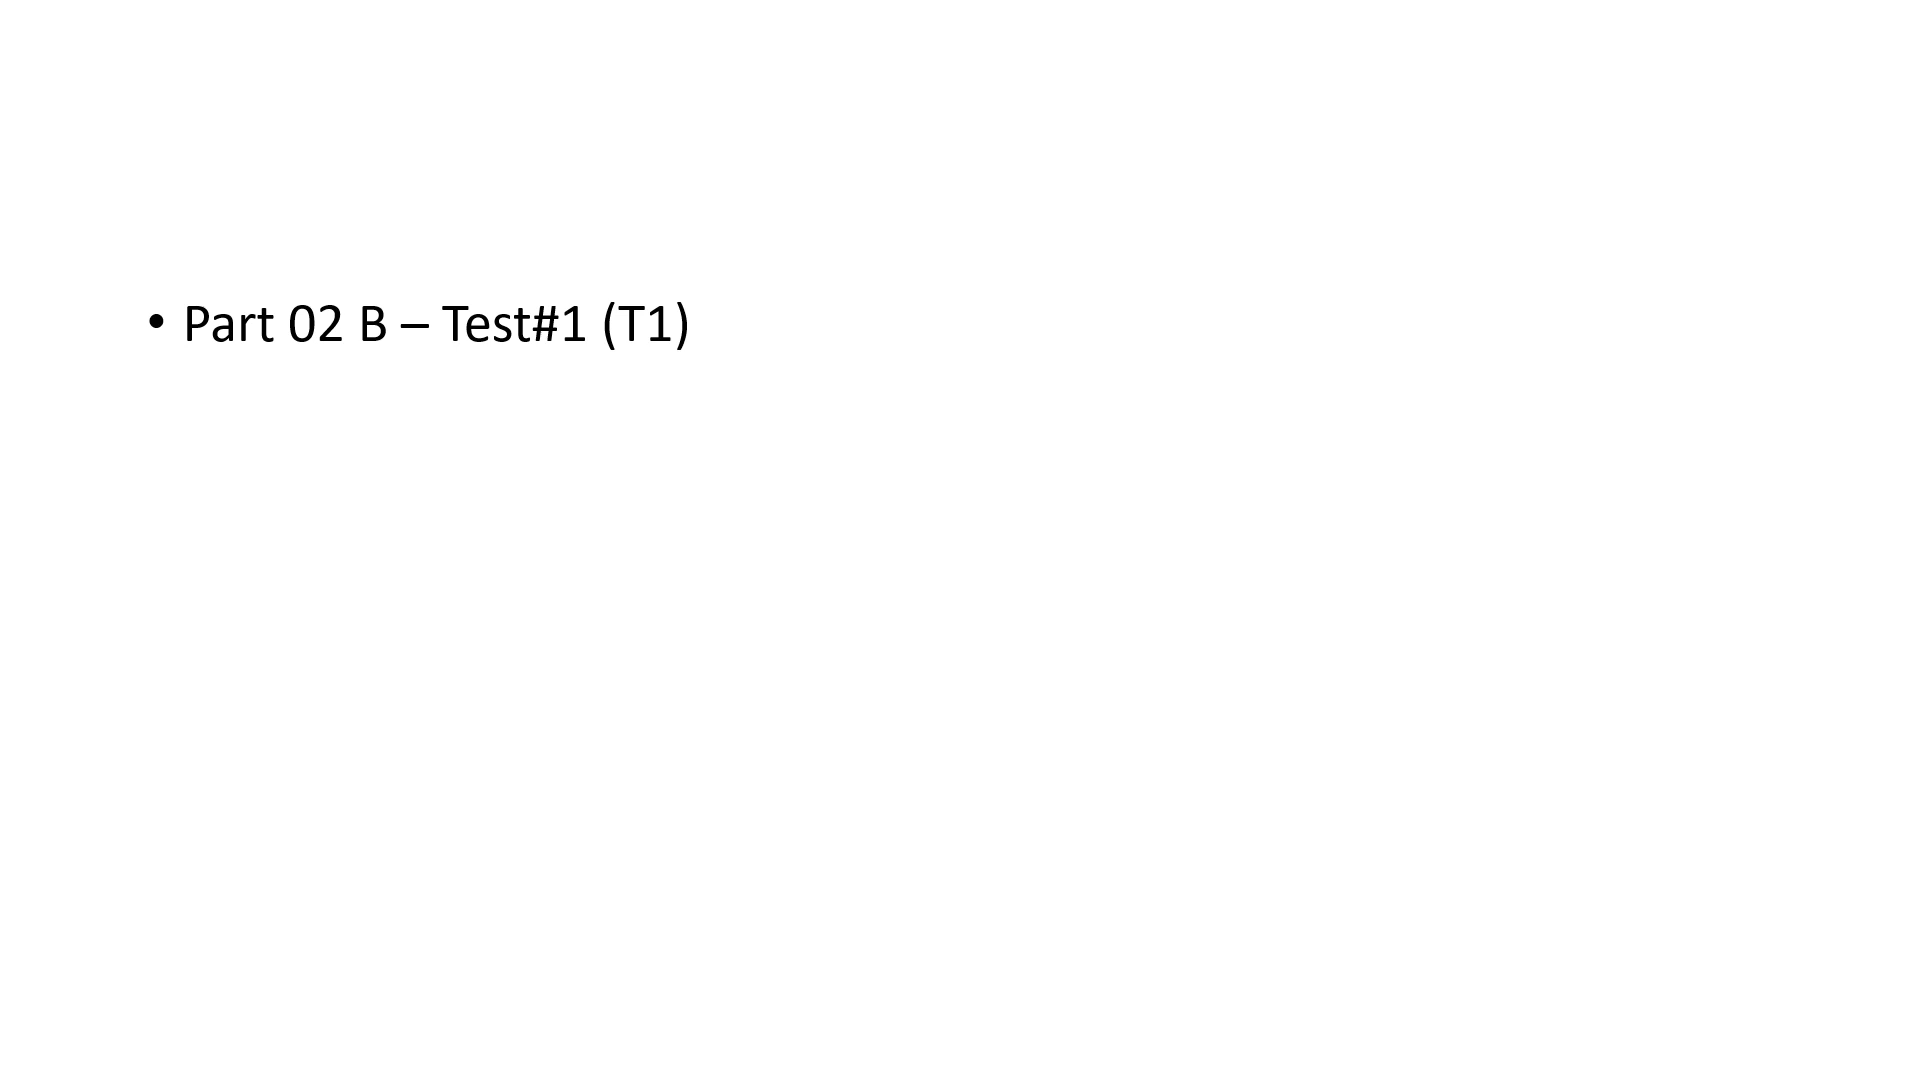 • Part 02 B – Test#1 (T1)